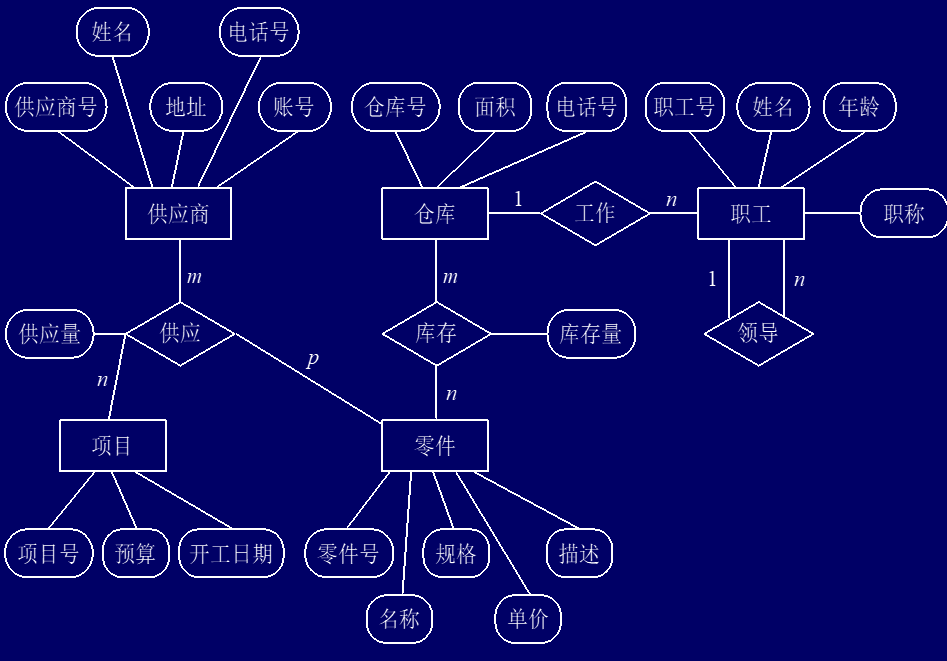 姓名
电话号
供应商号
地址
账号
仓库号
面积
电话号
职工号
姓名
年龄
供应商
仓库
1
工作
n
职工
职称
m
m
1
n
供应量
供应
库存
库存量
领导
n
p
n
项目
零件
项目号
预算
开工日期
零件号
规格
描述
名称
单价